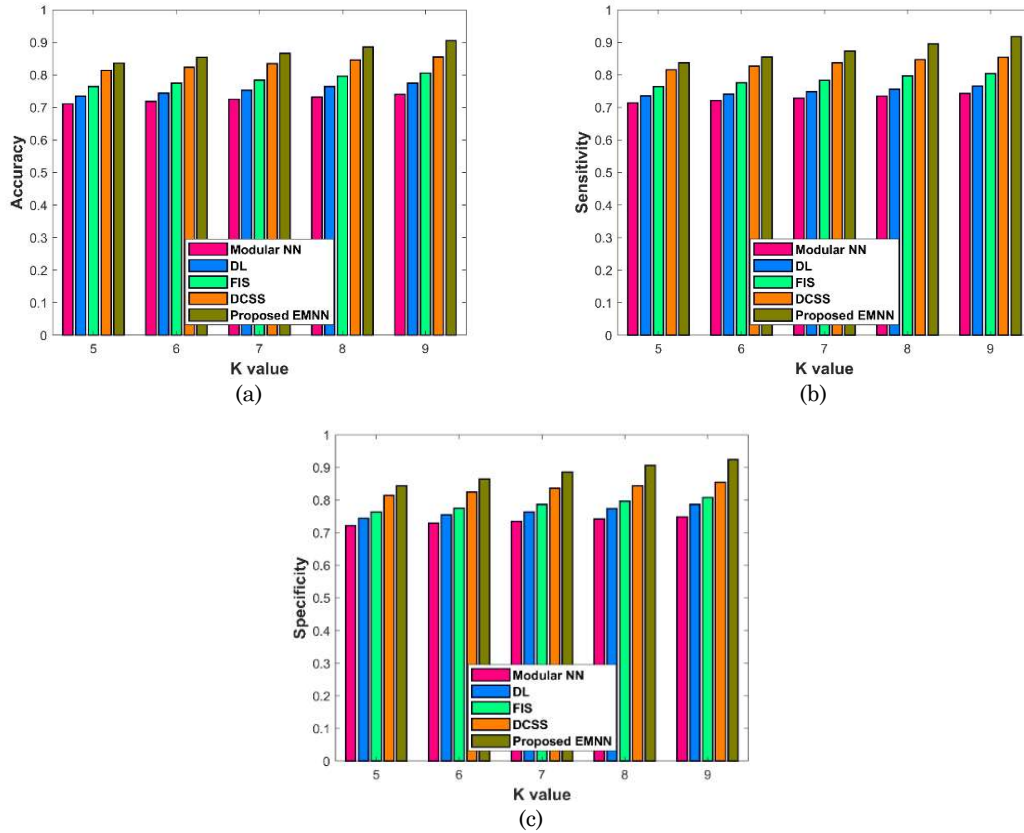 1
0.9
0.8
0.7
0.6
0.5
0.4
0.3
0.2
0.1
0
Accuracy
Modular NN
DL
FIS
DCSS
Proposed EMNN
5 6 7 8 9
K value
(a)
1
0.9
0.8
0.7
0.6
0.5
0.4
0.3
0.2
0.1
0
Sensitivity
Modular NN
DL
FIS
DCSS
Proposed EMNN
5 6 7 8 9
K value
(b)
1
0.9
0.8
0.7
0.6
0.5
0.4
0.3
0.2
0.1
0
Specificity
Modular NN
DL
FIS
DCSS
Proposed EMNN
5 6 7 8 9
K value
(c)